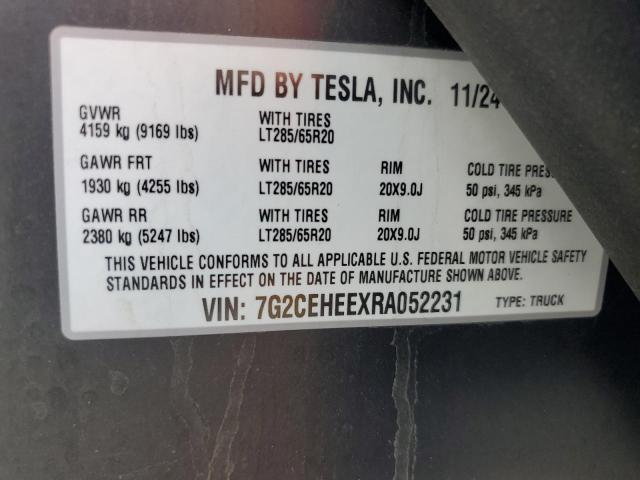 MFD BY TESLA, INC. 11/24
GVWR WITH TIRES
4159 kg (9169 lbs) LT285/65R20
GAWR FRT WITH TIRES RIM COLD TIRE PRES
1930 kg (4255 lbs) LT285/65R20 20X9.0J 50 psi, 345 kPa
GAWR RR WITH TIRES RIM COLD TIRE PRESSURE
2380 kg (5247 lbs) LT285/65R20 20X9.0J 50 psi, 345 kPa
THIS VEHICLE CONFORMS TO ALL APPLICABLE U.S. FEDERAL MOTOR VEHICLE SAFETY
STANDARDS IN EFFECT ON THE DATE OF MANUFACTURE SHOWN ABOVE.
VIN: 7G2CEHEEXRA052231 TYPE: TRUCK